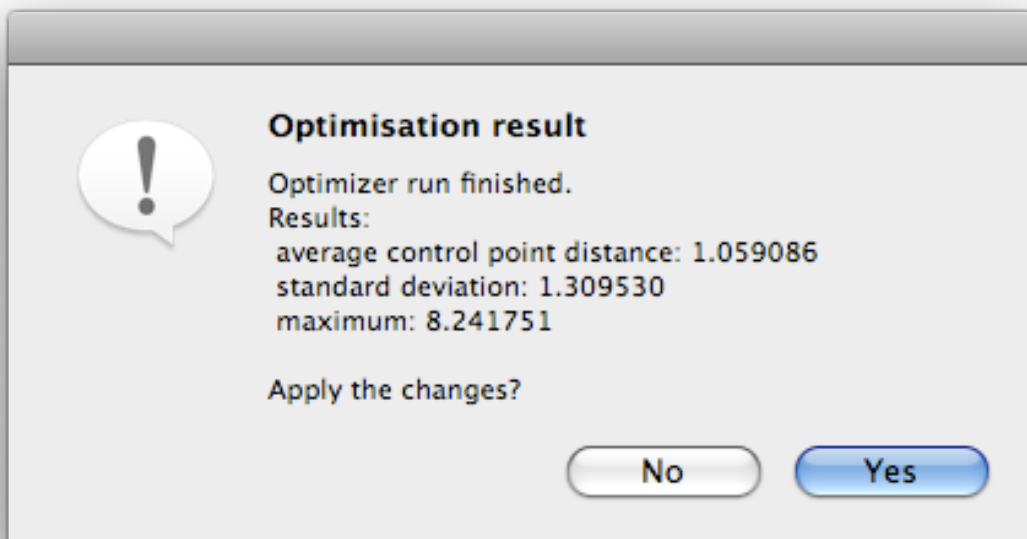 Optimisation result
Optimizer run finished.
Results:
average control point distance: 1.059086
standard deviation: 1.309530
maximum: 8.241751
Apply the changes?
No
Yes